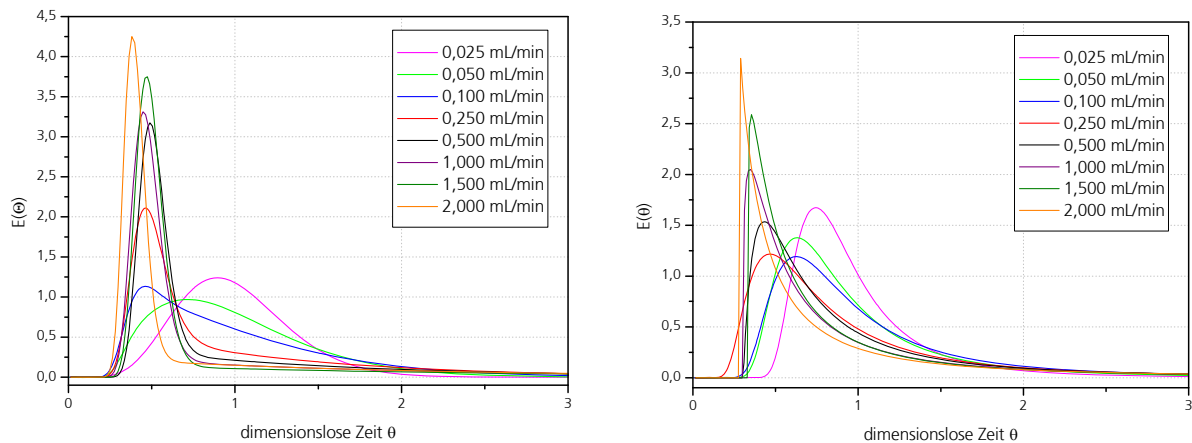 4,5
4,0
3,5
3,0
2,5
2,0
1,5
1,0
0,5
0,0
E(Θ)
0
1
2
3
dimensionslose Zeit θ
0,025 mL/min
0,050 mL/min
0,100 mL/min
0,250 mL/min
0,500 mL/min
1,000 mL/min
1,500 mL/min
2,000 mL/min
3,5
3,0
2,5
2,0
1,5
1,0
0,5
0,0
E(θ)
0
1
2
3
dimensionslose Zeit θ
0,025 mL/min
0,050 mL/min
0,100 mL/min
0,250 mL/min
0,500 mL/min
1,000 mL/min
1,500 mL/min
2,000 mL/min